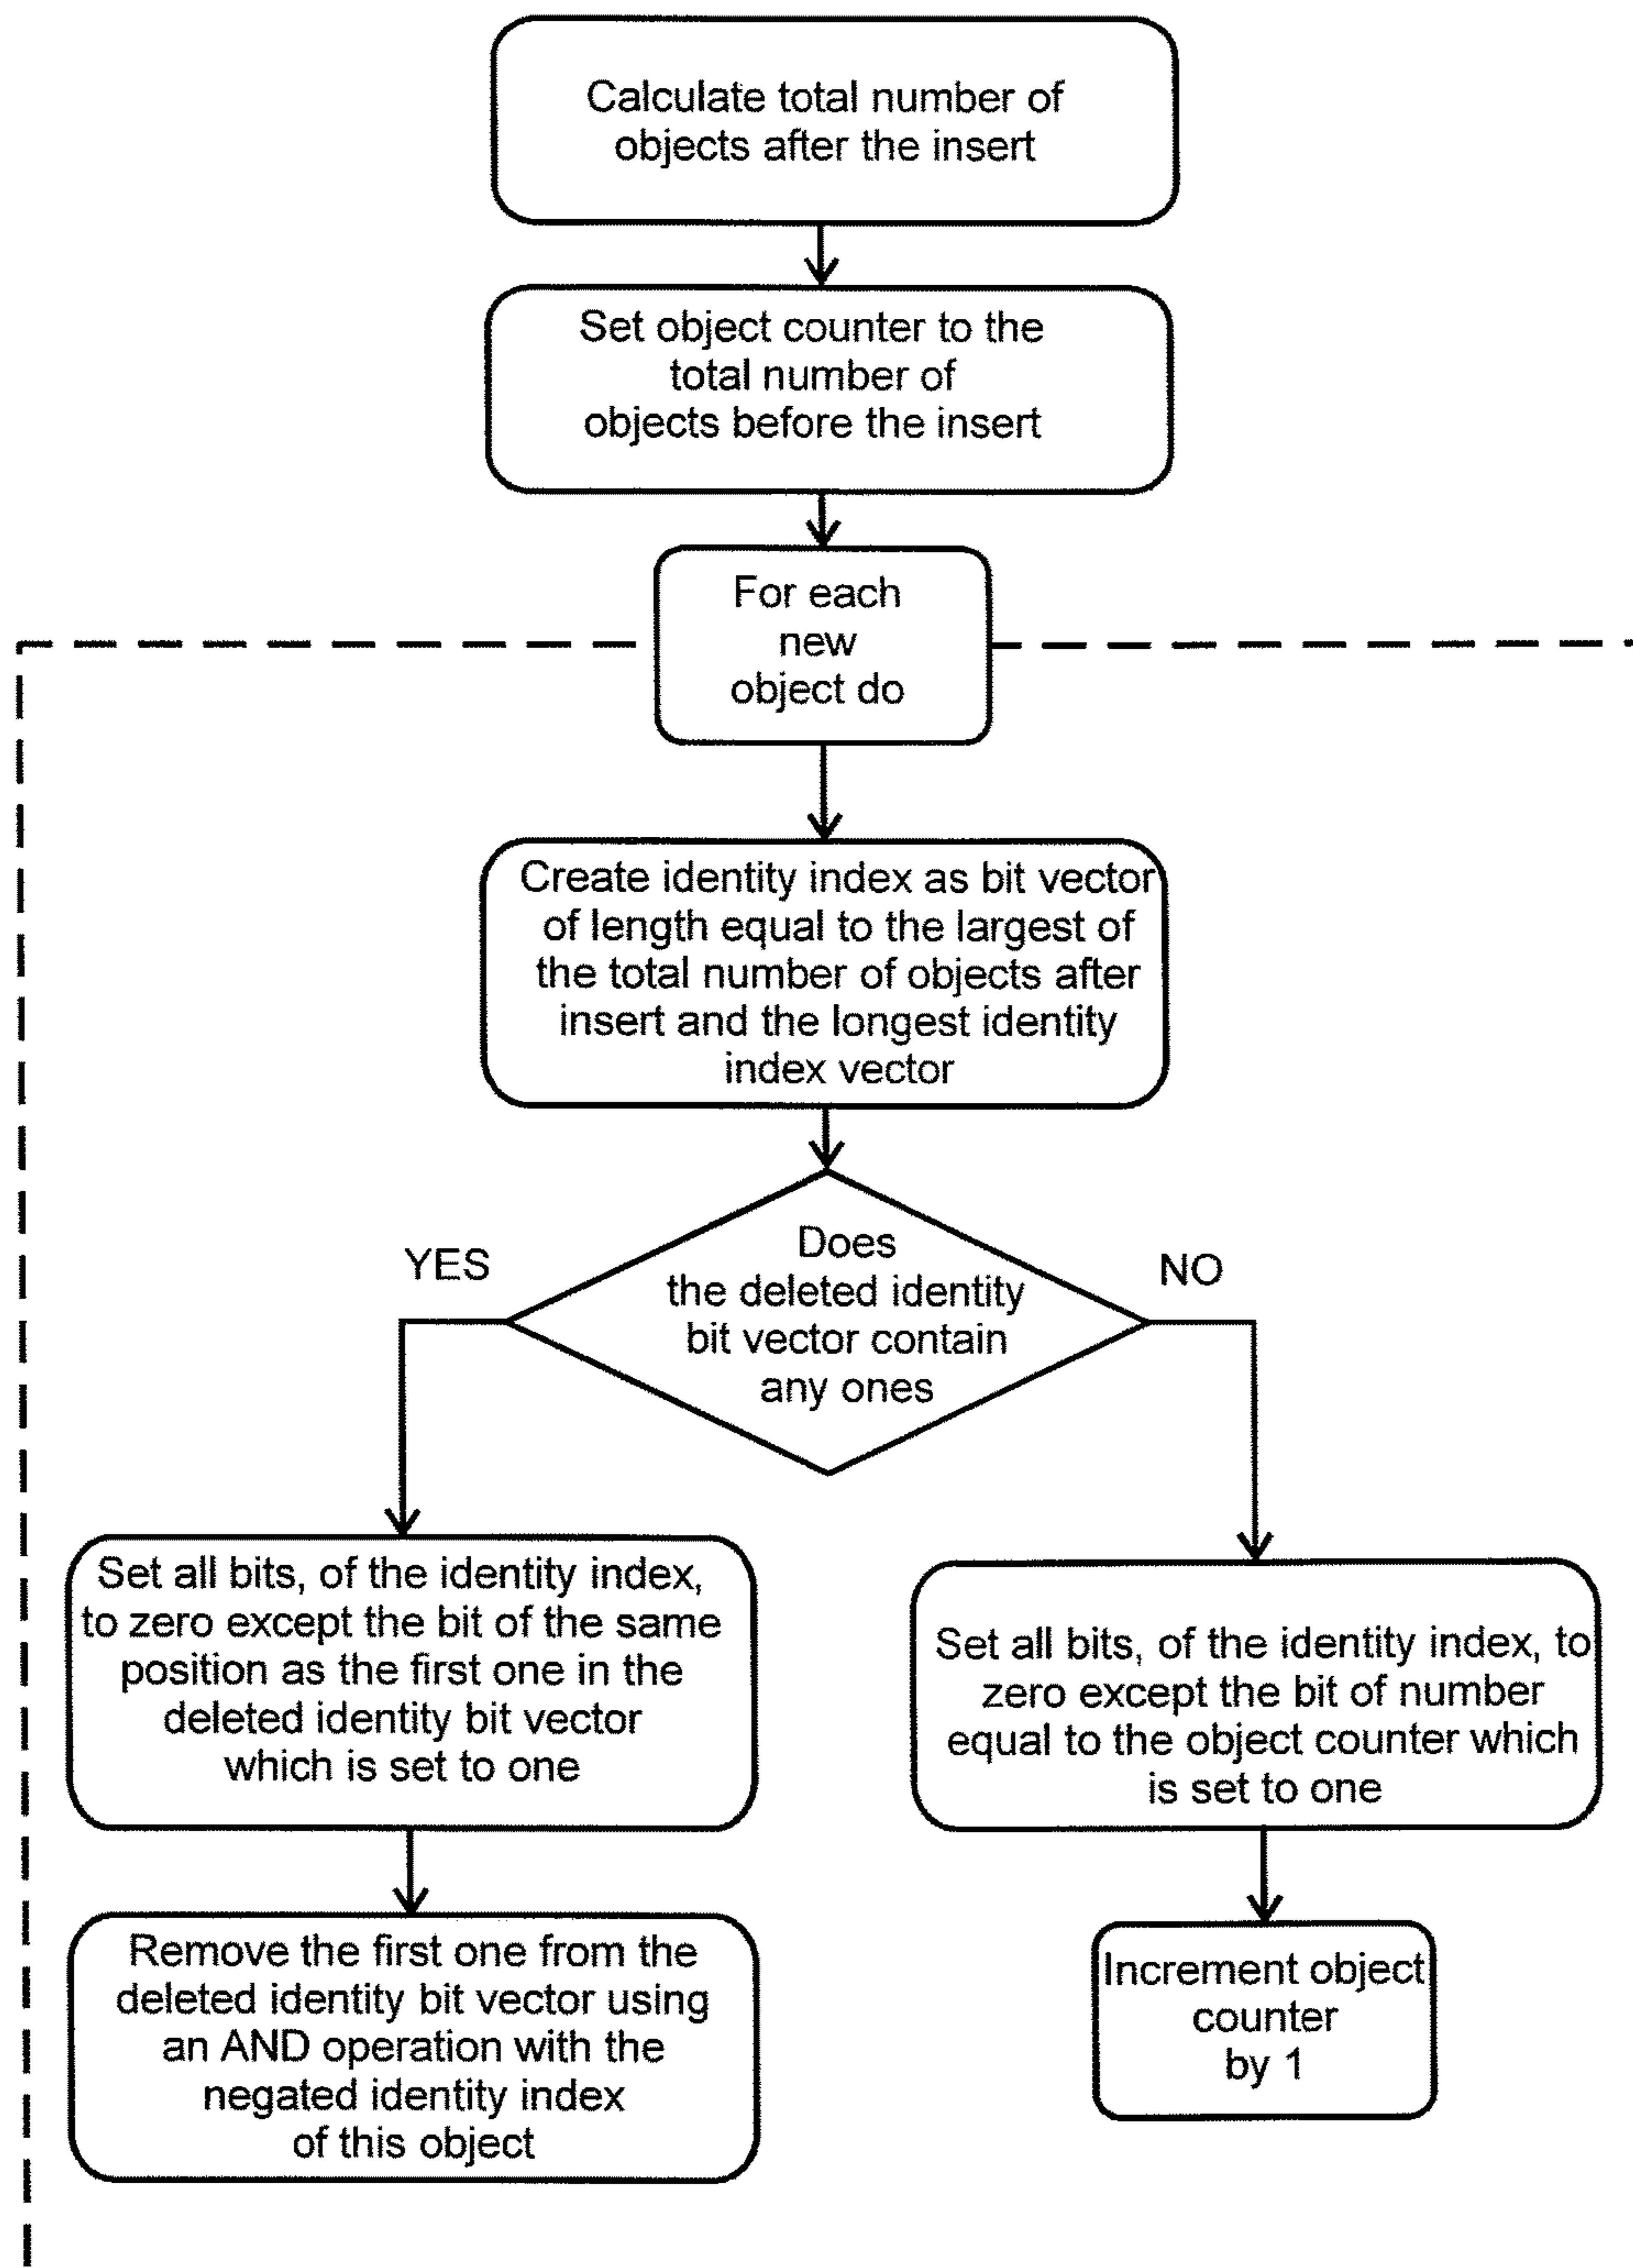 Calculate total number of
objects after the insert
Set object counter to the
total number of
objects before the insert
For each
new
object do
Create identity index as bit vector
of length equal to the largest of
the total number of objects after
insert and the longest identity
index vector
Does
the deleted identity
bit vector contain
any ones
YES
NO
Set all bits, of the identity index,
to zero except the bit of the same
position as the first one in the
deleted identity bit vector
which is set to one
Set all bits, of the identity index, to
zero except the bit of number
equal to the object counter which
is set to one
Remove the first one from the
deleted identity bit vector using
an AND operation with the
negated identity index
of this object
Increment object
counter
by 1